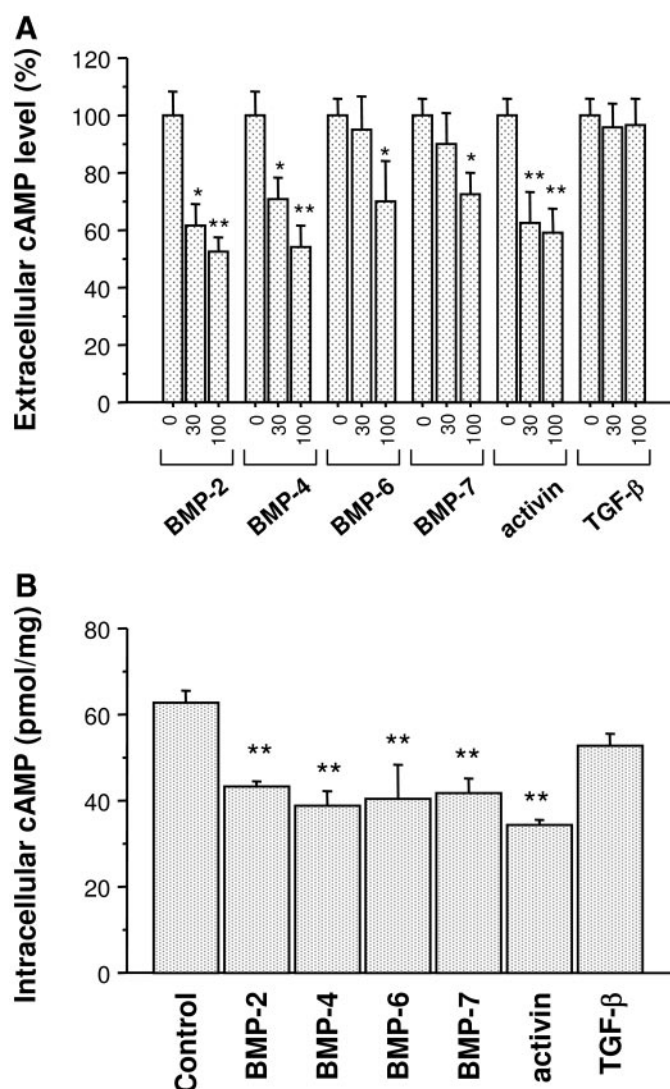 A
Extracellular cAMP level (%)
120
100
80
60
40
20
0
* ** * ** * * ** **
0 30 100 0 30 100 0 30 100 0 30 100 0 30 100 0 30 100
BMP-2 BMP-4 BMP-6 BMP-7 activin TGF-β
B
Intracellular cAMP (pmol/mg)
80
60
40
20
0
** ** ** ** **
Control BMP-2 BMP-4 BMP-6 BMP-7 activin TGF-β